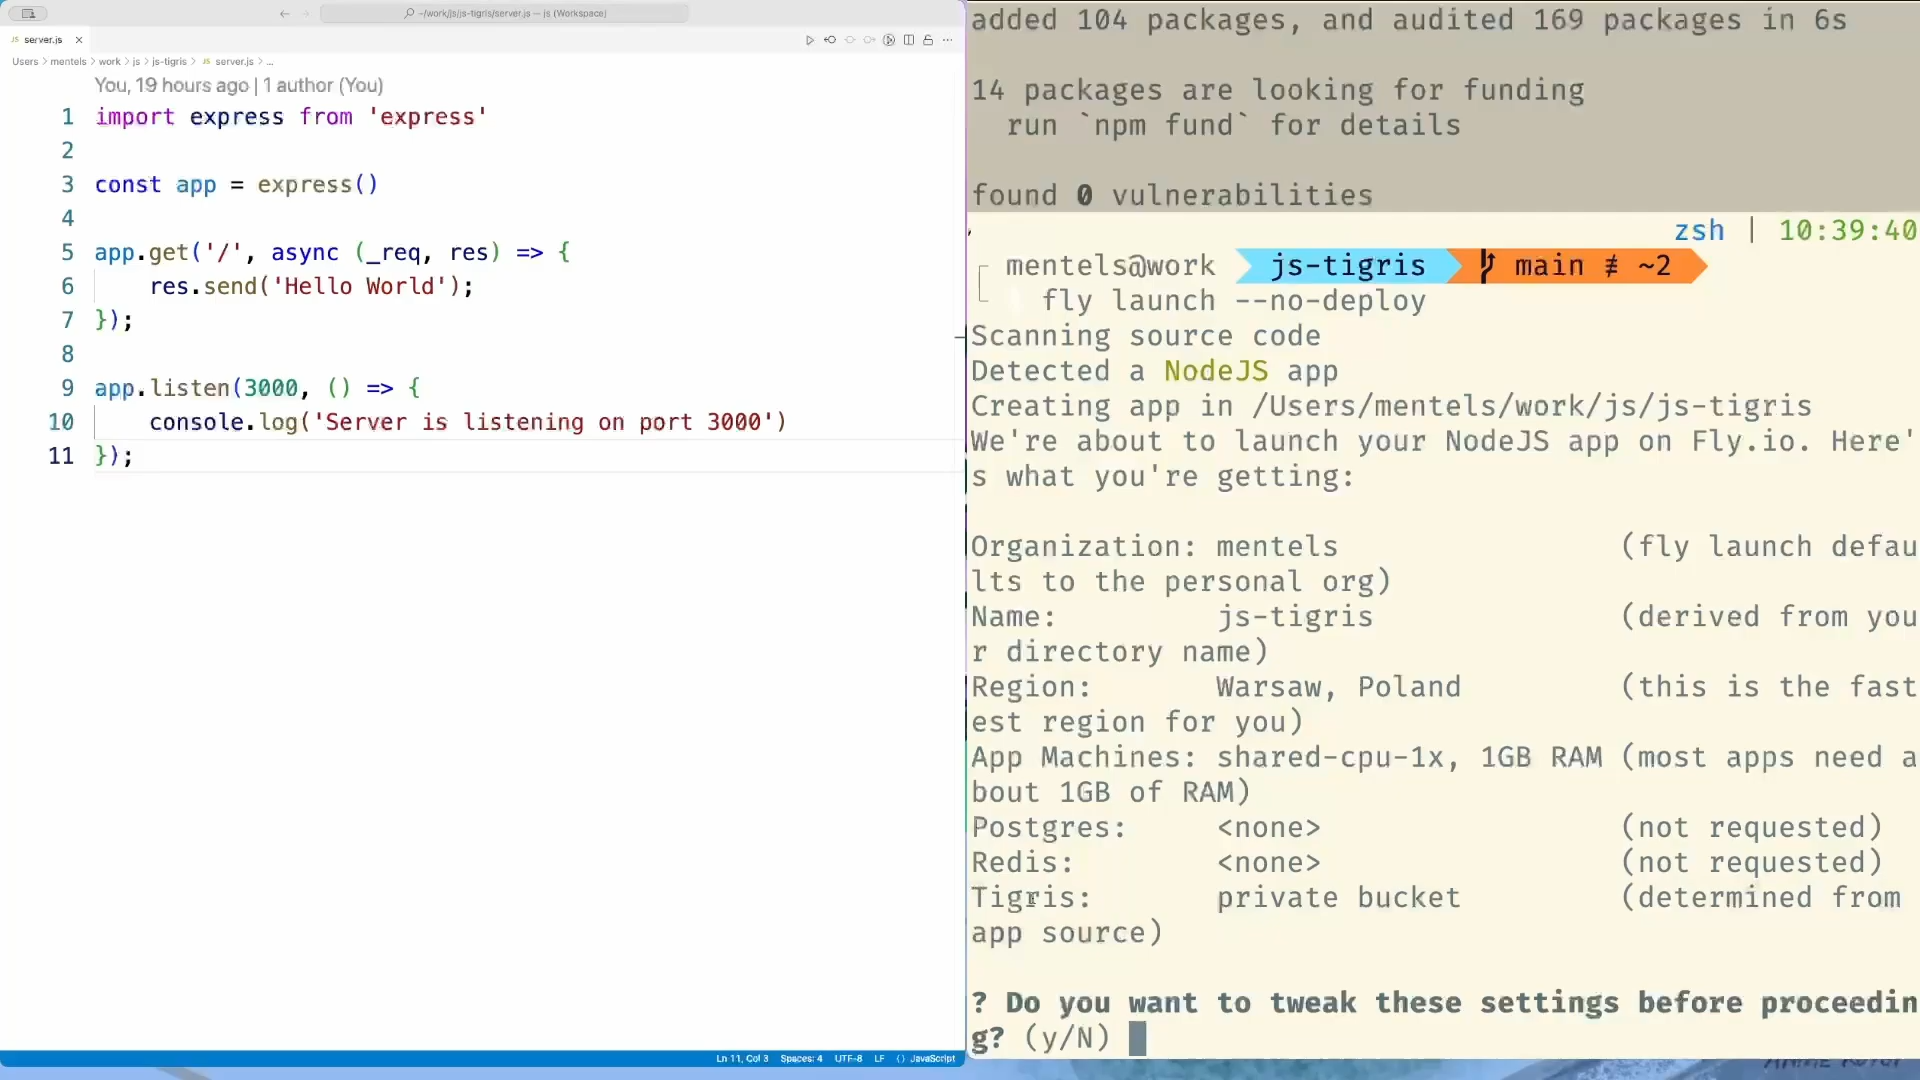 ~/work/js/js-tigris/server.js — js (Workspace)
JS server.js ×
Users > mentels > work > js > js-tigris > JS server.js > ...
You, 19 hours ago | 1 author (You)
1 import express from 'express'
2
3 const app = express()
4
5 app.get('/', async (_req, res) => {
6 res.send('Hello World');
7 });
8
9 app.listen(3000, () => {
10 console.log('Server is listening on port 3000')
11 });
Ln 11, Col 3 Spaces: 4 UTF-8 LF {} JavaScript
added 104 packages, and audited 169 packages in 6s
14 packages are looking for funding
run `npm fund` for details
found 0 vulnerabilities
zsh | 10:39:40
mentels@work js-tigris main ≢ ~2
fly launch --no-deploy
Scanning source code
Detected a NodeJS app
Creating app in /Users/mentels/work/js/js-tigris
We're about to launch your NodeJS app on Fly.io. Here'
s what you're getting:
Organization: mentels (fly launch defau
lts to the personal org)
Name: js-tigris (derived from you
r directory name)
Region: Warsaw, Poland (this is the fast
est region for you)
App Machines: shared-cpu-1x, 1GB RAM (most apps need a
bout 1GB of RAM)
Postgres: <none> (not requested)
Redis: <none> (not requested)
Tigris: private bucket (determined from
app source)
? Do you want to tweak these settings before proceedin
g? (y/N)